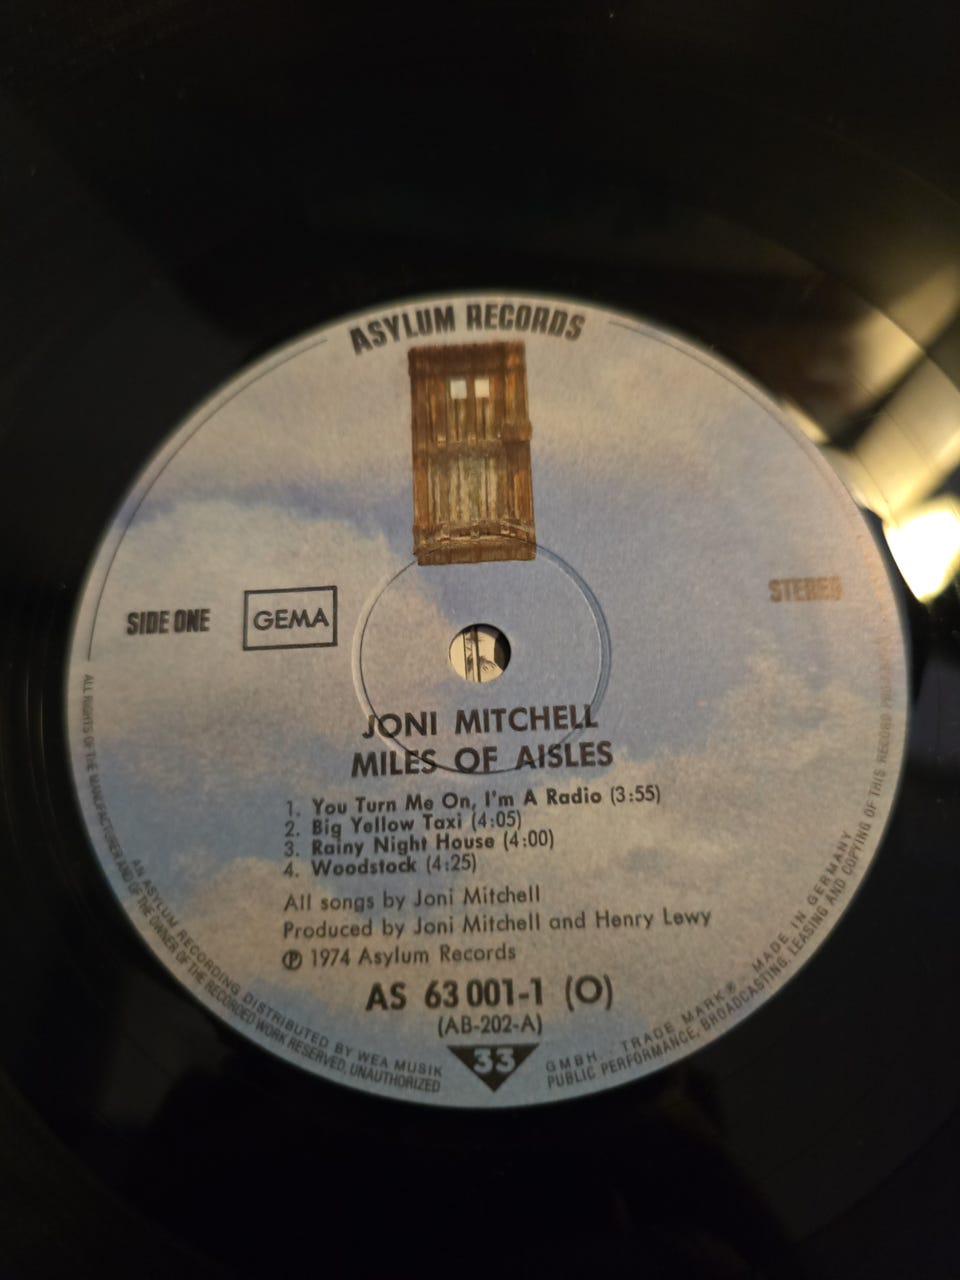 ASYLUM RECORDS
SIDE ONE
GEMA
STEREO
JONI MITCHELL
MILES OF AISLES
1. You Turn Me On, I'm A Radio (3:55)
2. Big Yellow Taxi (4:05)
3. Rainy Night House (4:00)
4. Woodstock (4:25)
All songs by Joni Mitchell
Produced by Joni Mitchell and Henry Lewy
℗ 1974 Asylum Records
AS 63 001-1 (O)
(AB-202-A)
33
AN ASYLUM RECORDING DISTRIBUTED BY WEA MUSIK GMBH. . TRADE MARK® . MADE IN GERMANY
ALL RIGHTS OF THE MANUFACTURER AND OF THE OWNER OF THE RECORDED WORK RESERVED. UNAUTHORIZED PUBLIC PERFORMANCE, BROADCASTING, LEASING AND COPYING OF THIS RECORD